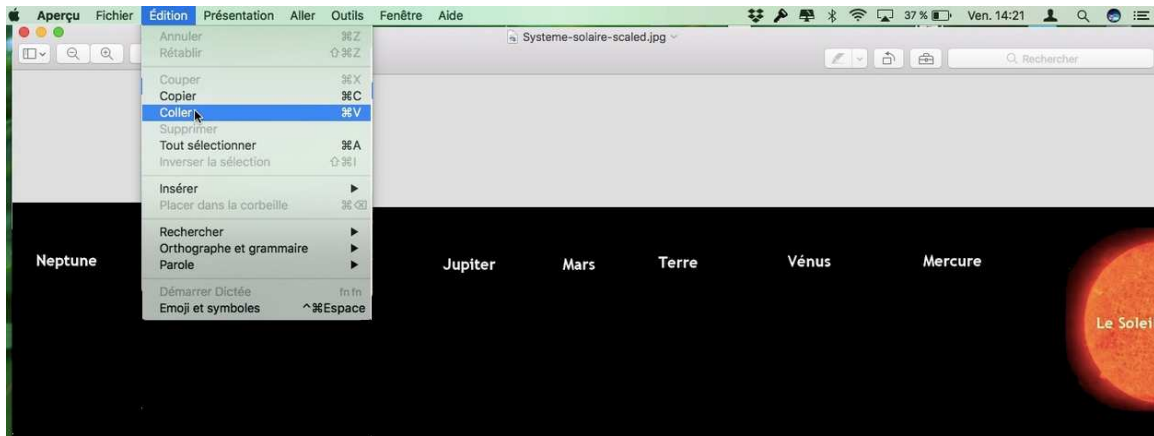 Aperçu Fichier Édition Présentation Aller Outils Fenêtre Aide 37 % Ven. 14:21
Systeme-solaire-scaled.jpg
Rechercher
Annuler ⌘Z
Rétablir ⇧⌘Z
Couper ⌘X
Copier ⌘C
Coller ⌘V
Supprimer
Tout sélectionner ⌘A
Inverser la sélection ⇧⌘I
Insérer
Placer dans la corbeille ⌘⌫
Rechercher
Orthographe et grammaire
Parole
Démarrer Dictée fn fn
Emoji et symboles ^⌘Espace
Neptune Jupiter Mars Terre Vénus Mercure
Le Solei